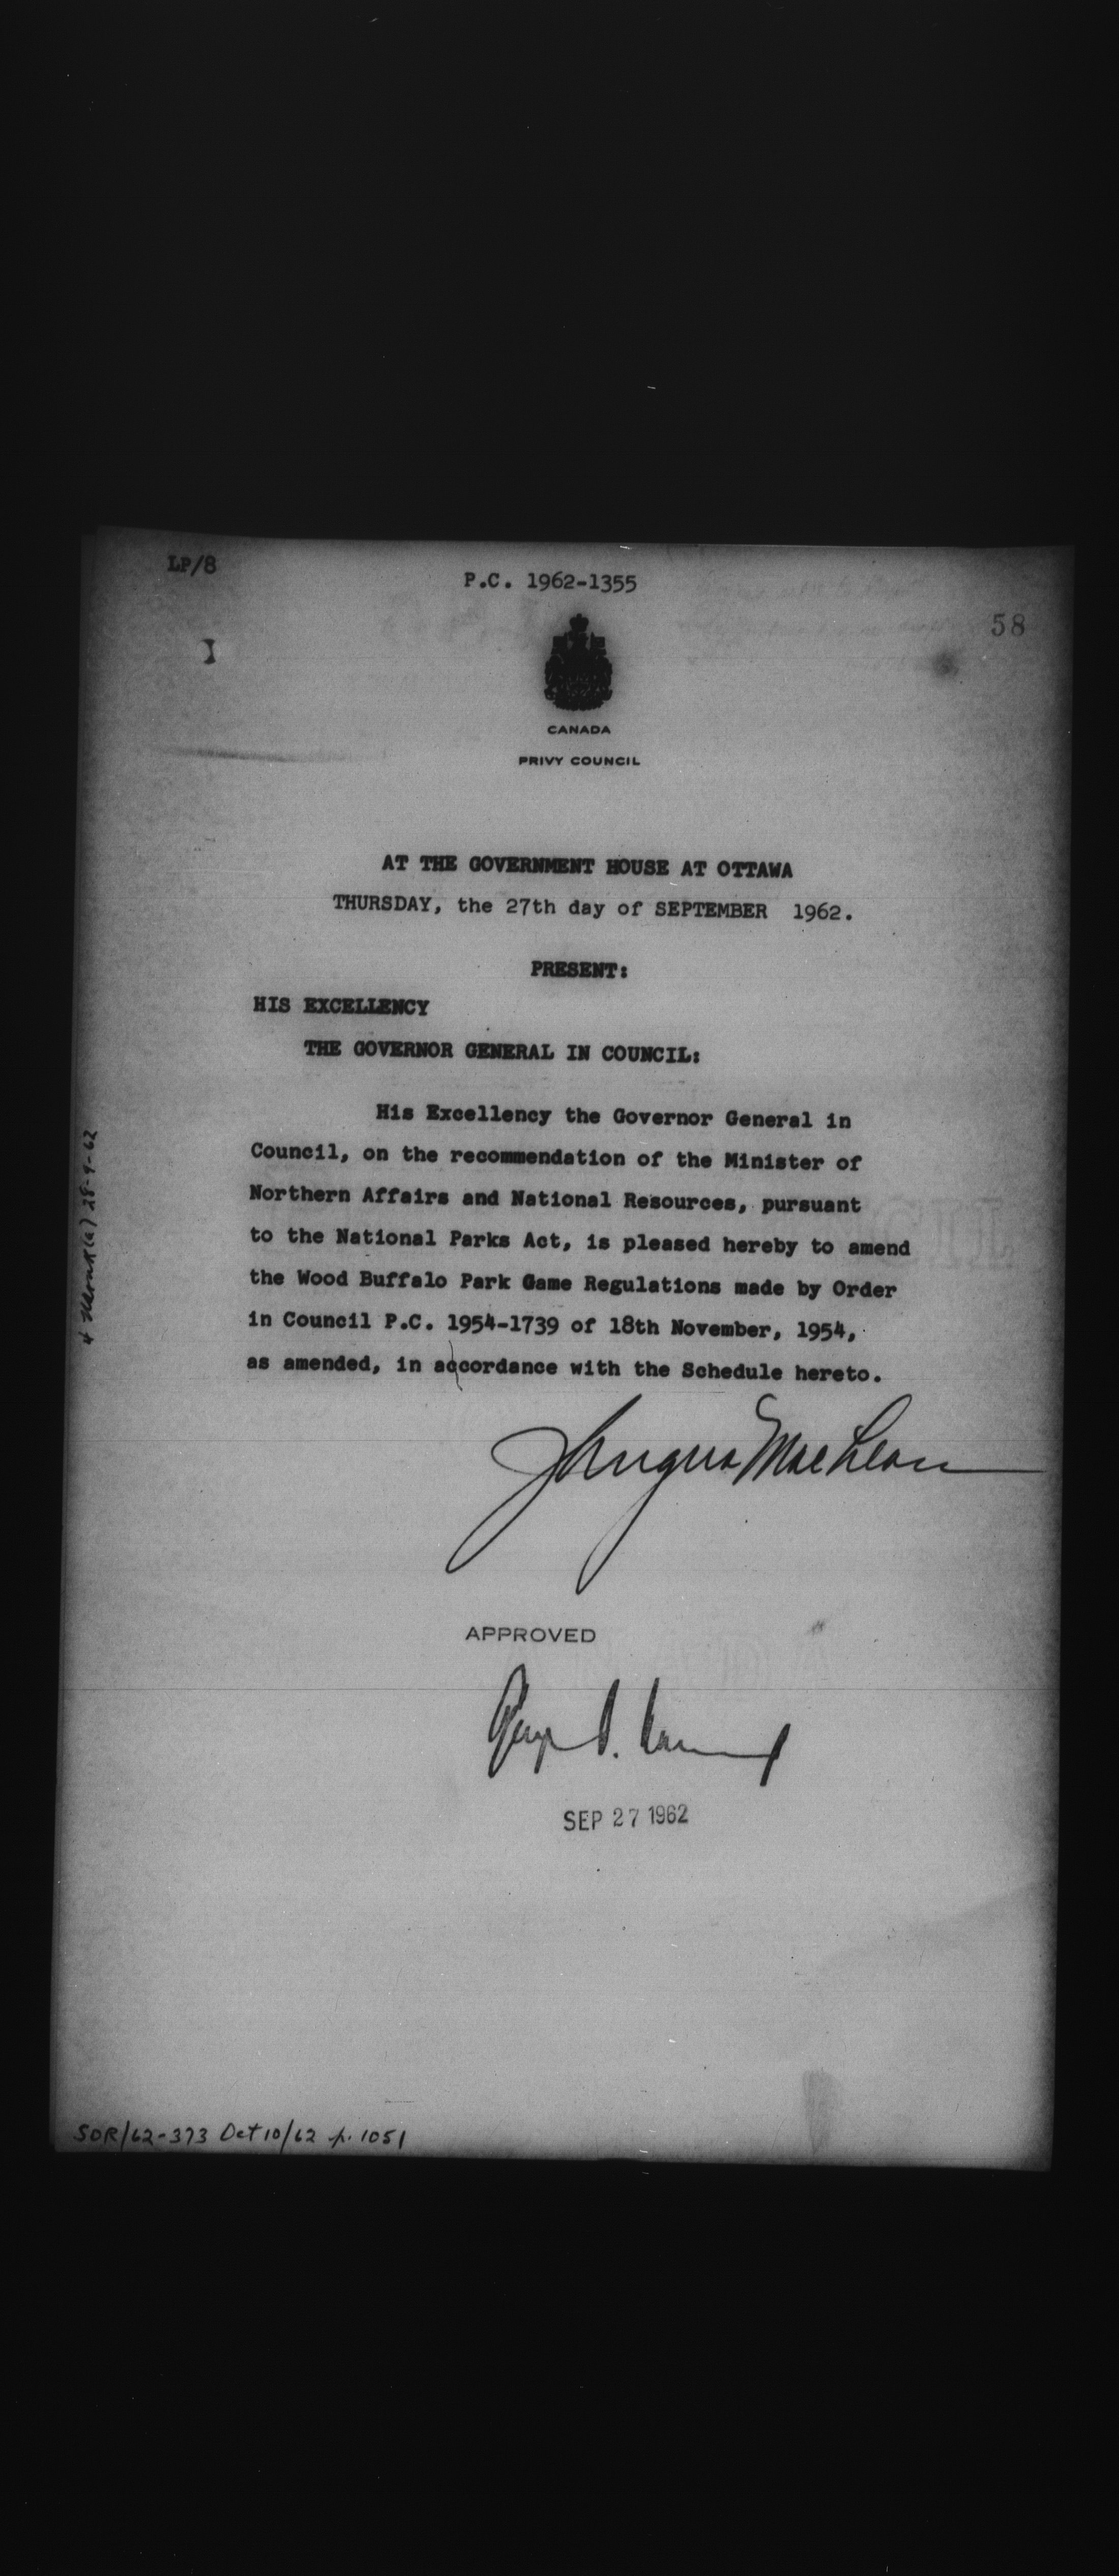 LP/8
P.C. 1962-1355
58
I
CANADA
PRIVY COUNCIL
AT THE GOVERNMENT HOUSE AT OTTAWA
THURSDAY, the 27th day of SEPTEMBER 1962.
PRESENT:
HIS EXCELLENCY
THE GOVERNOR GENERAL IN COUNCIL:
His Excellency the Governor General in
Council, on the recommendation of the Minister of
Northern Affairs and National Resources, pursuant
to the National Parks Act, is pleased hereby to amend
the Wood Buffalo Park Game Regulations made by Order
in Council P.C. 1954-1739 of 18th November, 1954,
as amended, in accordance with the Schedule hereto.
J Angus MacLean
APPROVED
SEP 27 1962
28-9-62
SOR/62-373 Oct 10/62 p. 1051